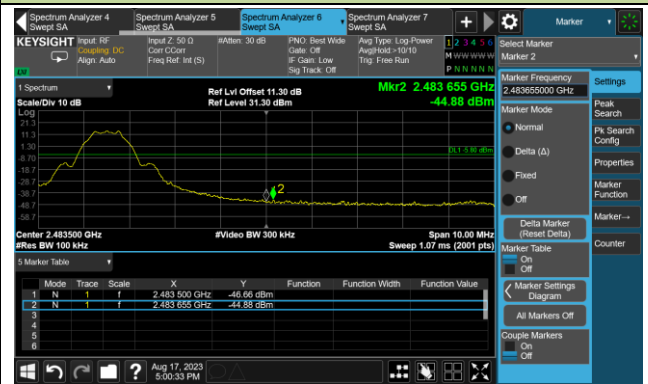 Spectrum Analyzer 4
Swept SA
Spectrum Analyzer 5
Swept SA
Spectrum Analyzer 6
Swept SA
Spectrum Analyzer 7
Swept SA
+
Marker
KEYSIGHT
Input: RF
Coupling: DC
Align: Auto
Input Z: 50 Ω
Corr CCorr
Freq Ref: Int (S)
#Atten: 30 dB
PNO: Best Wide
Gate: Off
IF Gain: Low
Sig Track: Off
Avg Type: Log-Power
Avg|Hold:>10/10
Trig: Free Run
1 2 3 4 5 6
M W W W W W
P N N N N N
Select Marker
Marker 2
1 Spectrum
Scale/Div 10 dB
Ref Lvl Offset 11.30 dB
Ref Level 31.30 dBm
Mkr2 2.483 655 GHz
-44.88 dBm
Log
21.3
11.3
1.30
-8.70
-18.7
-28.7
-38.7
-48.7
-58.7
DL1 -5.80 dBm
2
Center 2.483500 GHz
#Res BW 100 kHz
#Video BW 300 kHz
Span 10.00 MHz
Sweep 1.07 ms (2001 pts)
5 Marker Table
Mode Trace Scale X Y Function Function Width Function Value
1 N 1 f 2.483 500 GHz -46.66 dBm
2 N 1 f 2.483 655 GHz -44.88 dBm
3
4
5
6
Marker Frequency
2.483655000 GHz
Marker Mode
Normal
Delta (Δ)
Fixed
Off
Delta Marker
(Reset Delta)
Marker Table
On
Off
Marker Settings
Diagram
All Markers Off
Couple Markers
On
Off
Settings
Peak
Search
Pk Search
Config
Properties
Marker
Function
Marker→
Counter
?
Aug 17, 2023
5:00:33 PM